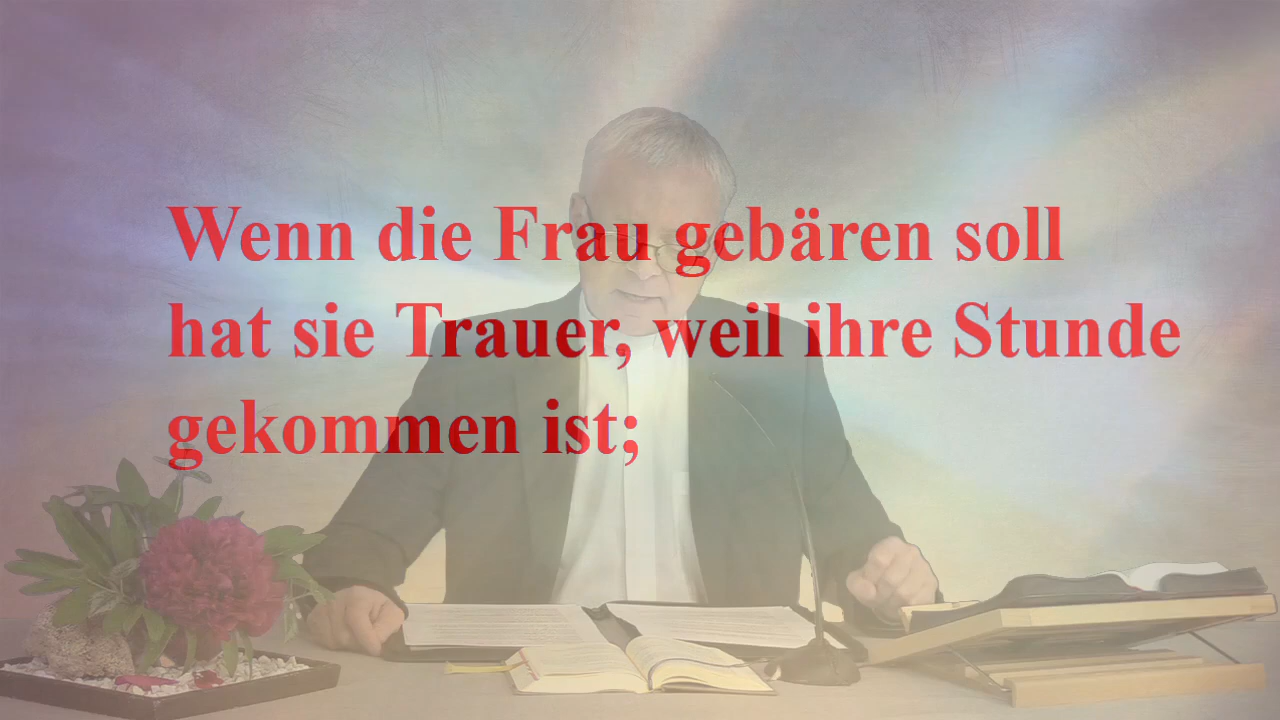 Wenn die Frau gebären soll
hat sie Trauer, weil ihre Stunde
gekommen ist;